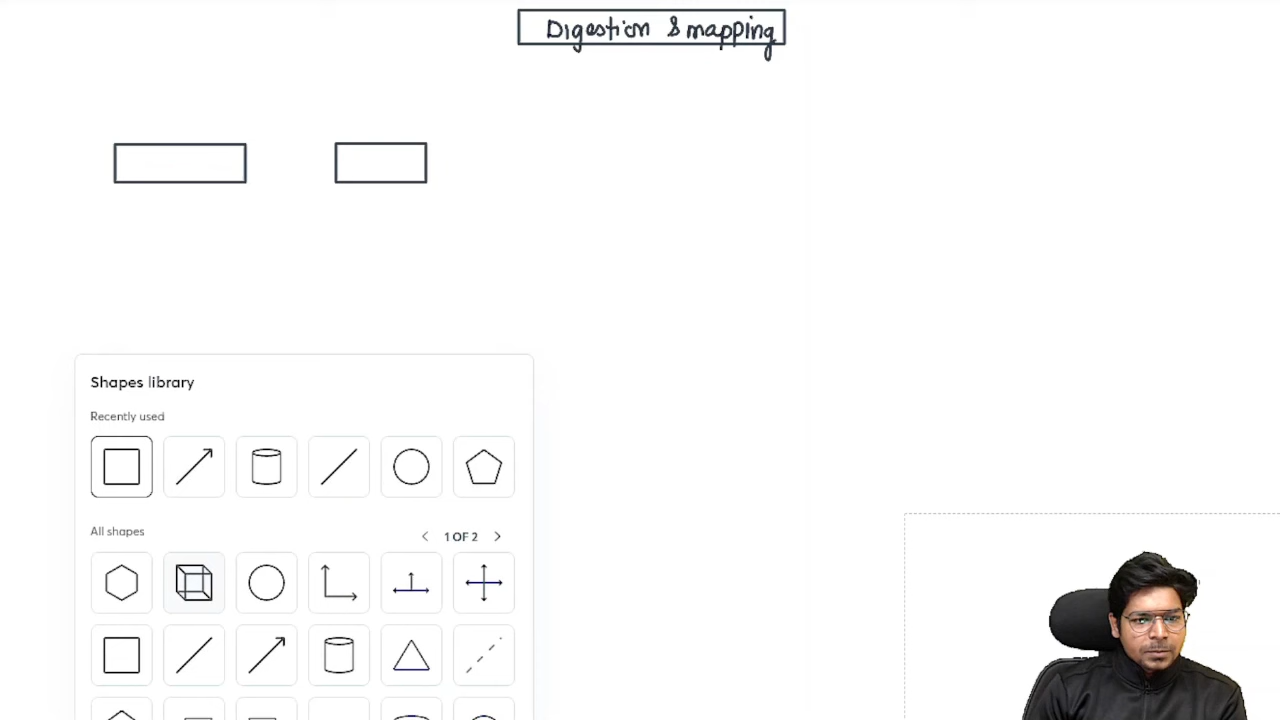 Digestion & mapping
Shapes library
Recently used
All shapes
1 OF 2